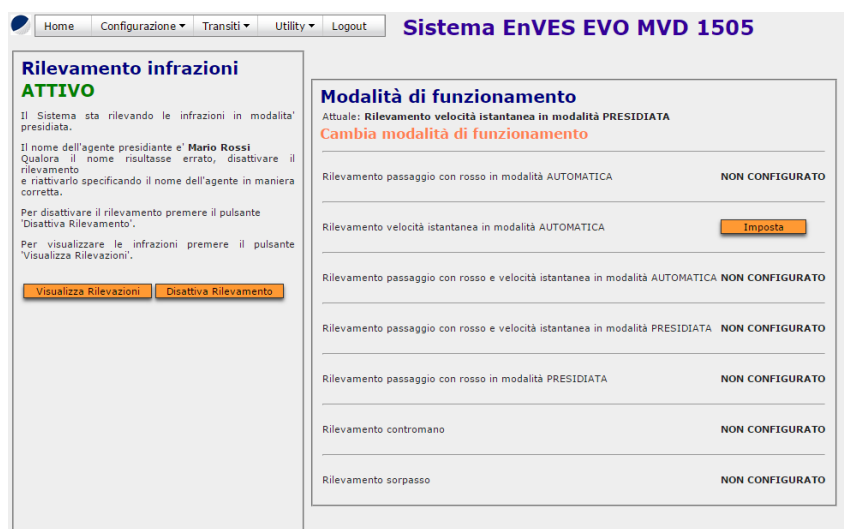 Home Configurazione Transiti Utility Logout
Sistema EnVES EVO MVD 1505
Rilevamento infrazioni
ATTIVO
Il Sistema sta rilevando le infrazioni in modalita'
presidiata.
Il nome dell'agente presidiante e' Mario Rossi
Qualora il nome risultasse errato, disattivare il
rilevamento
e riattivarlo specificando il nome dell'agente in maniera
corretta.
Per disattivare il rilevamento premere il pulsante
'Disattiva Rilevamento'.
Per visualizzare le infrazioni premere il pulsante
'Visualizza Rilevazioni'.
Visualizza Rilevazioni Disattiva Rilevamento
Modalità di funzionamento
Attuale: Rilevamento velocità istantanea in modalità PRESIDIATA
Cambia modalità di funzionamento
Rilevamento passaggio con rosso in modalità AUTOMATICA NON CONFIGURATO
Rilevamento velocità istantanea in modalità AUTOMATICA Imposta
Rilevamento passaggio con rosso e velocità istantanea in modalità AUTOMATICA NON CONFIGURATO
Rilevamento passaggio con rosso e velocità istantanea in modalità PRESIDIATA NON CONFIGURATO
Rilevamento passaggio con rosso in modalità PRESIDIATA NON CONFIGURATO
Rilevamento contromano NON CONFIGURATO
Rilevamento sorpasso NON CONFIGURATO